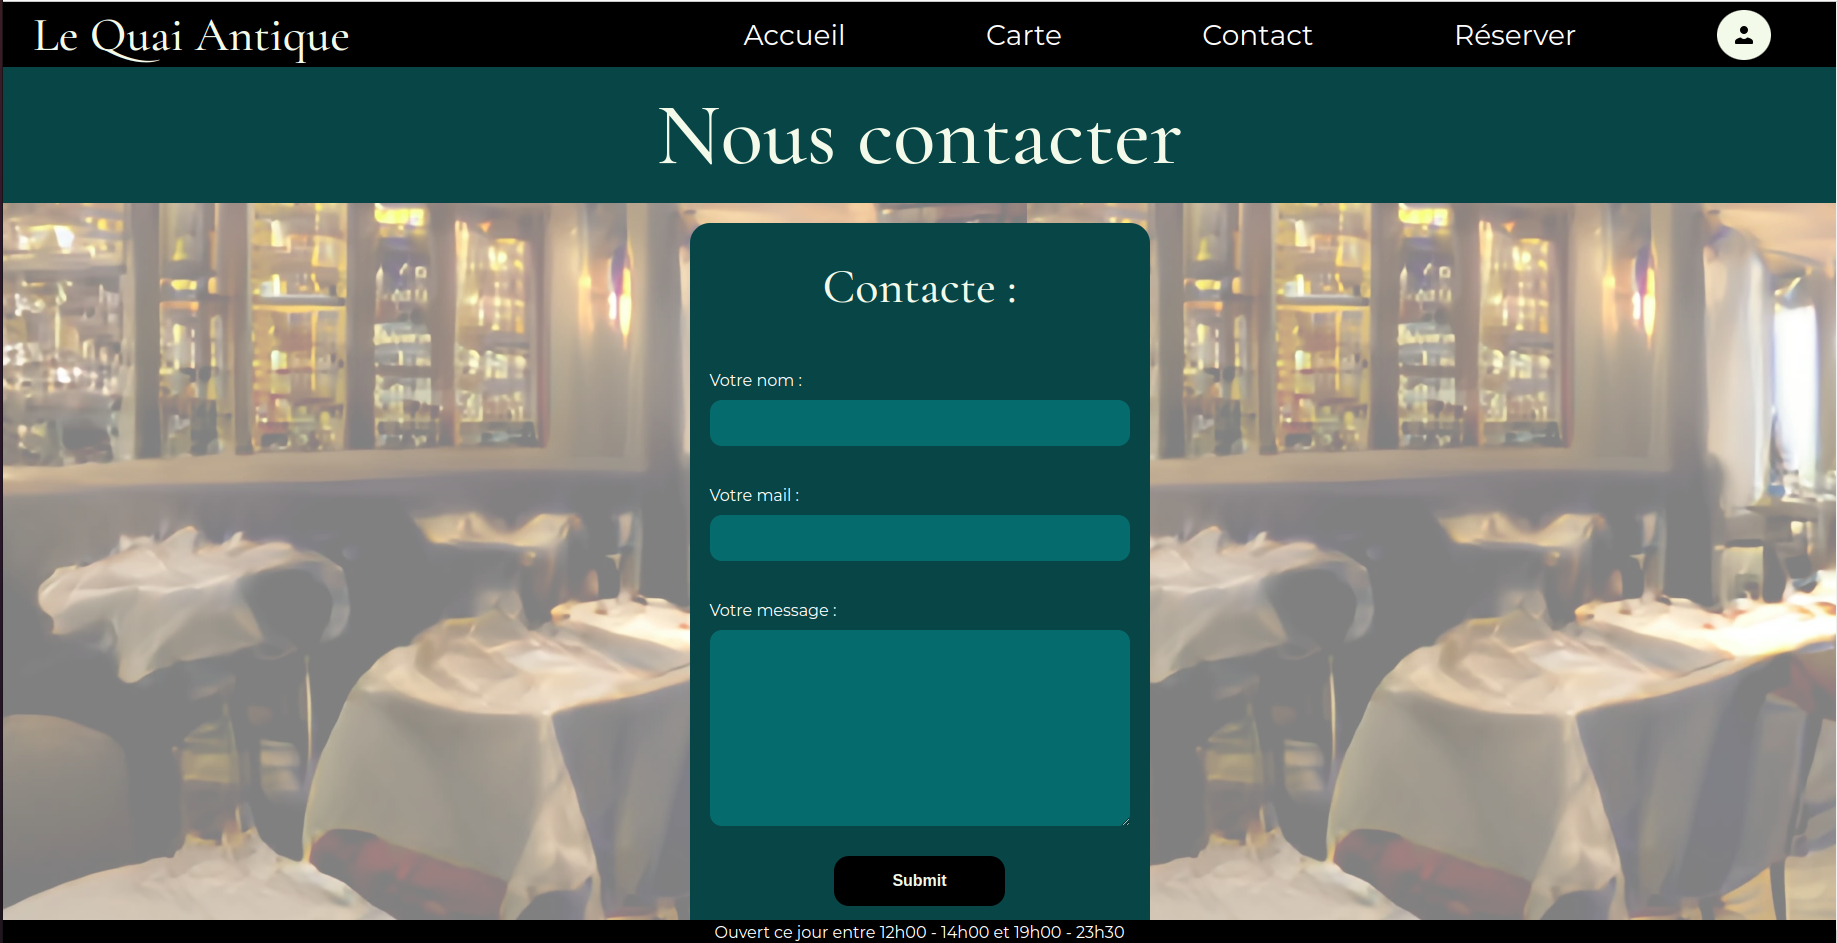 Le Quai Antique Accueil Carte Contact Réserver
Nous contacter
Contacte :
Votre nom :
Votre mail :
Votre message :
Submit
Ouvert ce jour entre 12h00 - 14h00 et 19h00 - 23h30